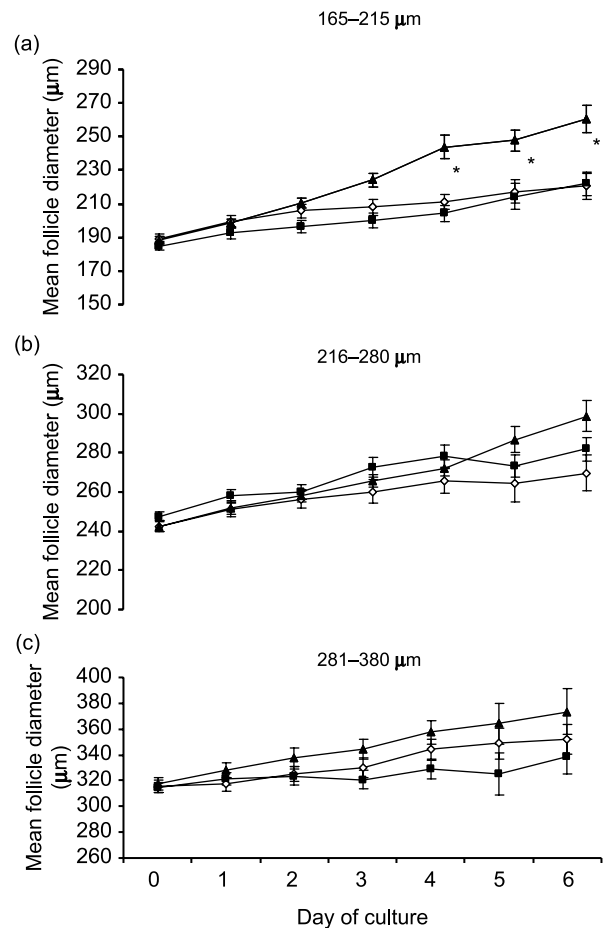 165–215 μm
(a)
Mean follicle diameter (μm)
290
270
250
230
210
190
170
150
*
*
*
(b)
216–280 μm
Mean follicle diameter (μm)
320
300
280
260
240
220
200
(c)
281–380 μm
Mean follicle diameter
(μm)
400
380
360
340
320
300
280
260
0 1 2 3 4 5 6
Day of culture